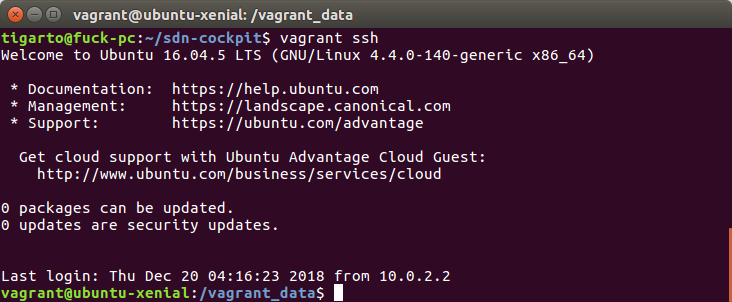 vagrant@ubuntu-xenial: /vagrant_data
tigarto@fuck-pc:~/sdn-cockpit$ vagrant ssh
Welcome to Ubuntu 16.04.5 LTS (GNU/Linux 4.4.0-140-generic x86_64)
* Documentation:  https://help.ubuntu.com
* Management:     https://landscape.canonical.com
* Support:        https://ubuntu.com/advantage
Get cloud support with Ubuntu Advantage Cloud Guest:
http://www.ubuntu.com/business/services/cloud
0 packages can be updated.
0 updates are security updates.
Last login: Thu Dec 20 04:16:23 2018 from 10.0.2.2
vagrant@ubuntu-xenial:/vagrant_data$